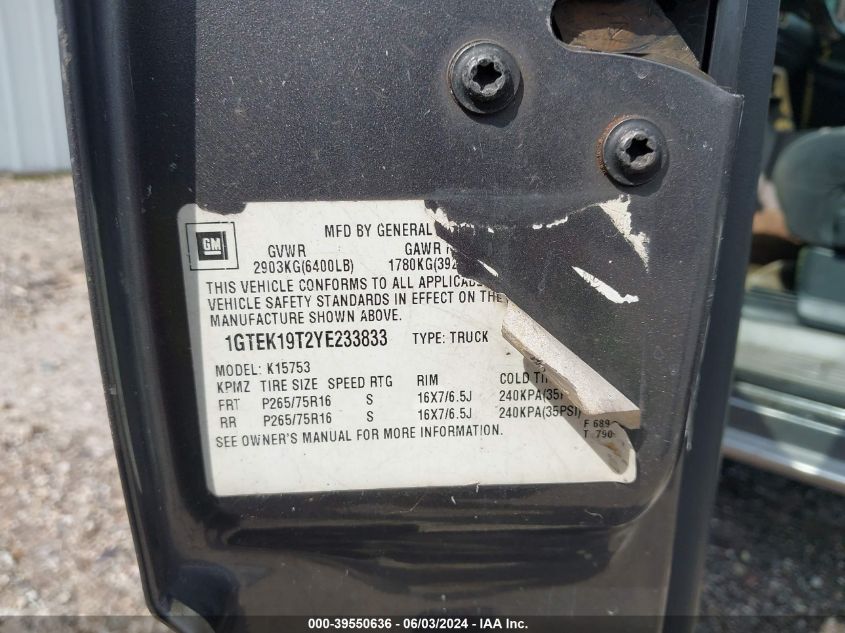 GM
MFD BY GENERAL
GVWR GAWR
2903KG(6400LB) 1780KG(392
THIS VEHICLE CONFORMS TO ALL APPLICABLE
VEHICLE SAFETY STANDARDS IN EFFECT ON THE
MANUFACTURE SHOWN ABOVE.
1GTEK19T2YE233833 TYPE: TRUCK
MODEL: K15753
KPMZ TIRE SIZE SPEED RTG RIM COLD
FRT P265/75R16 S 16X7/6.5J 240KPA(35
RR P265/75R16 S 16X7/6.5J 240KPA(35PSI)
F 689
T 790
SEE OWNER'S MANUAL FOR MORE INFORMATION.
000-39550636 - 06/03/2024 - IAA Inc.